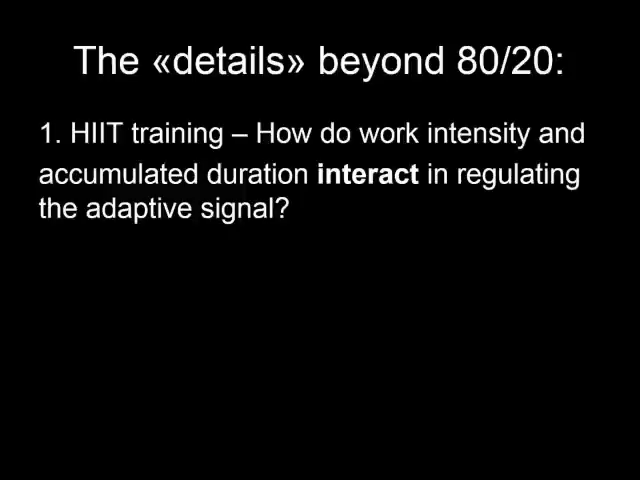 The «details» beyond 80/20:
1. HIIT training – How do work intensity and
accumulated duration interact in regulating
the adaptive signal?